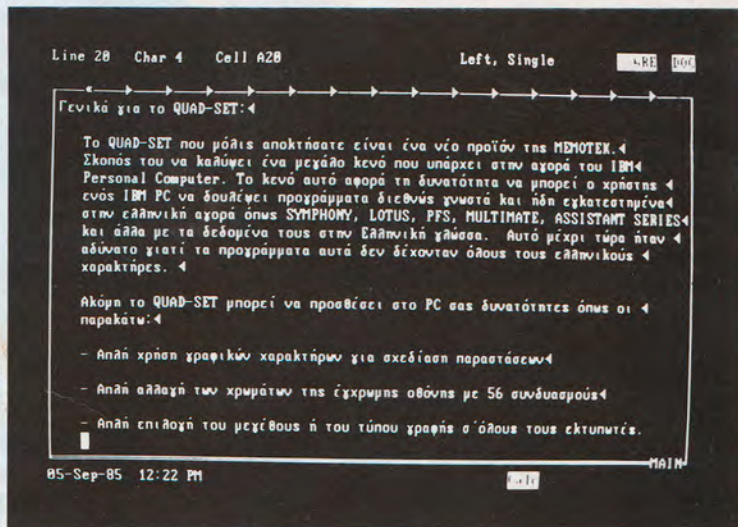 Line 20 Char 4 Cell A20 Left, Single DOC
Γενικά για το QUAD-SET:
Το QUAD-SET που μόλις αποκτήσατε είναι ένα νέο προϊόν της MEMOTEK.
Σκοπός του να καλύψει ένα μεγάλο κενό που υπάρχει στην αγορά του IBM
Personal Computer. Το κενό αυτό αφορά τη δυνατότητα να μπορεί ο χρήστης
ενός IBM PC να δουλέψει προγράμματα διεθνώς γνωστά και ήδη εγκατεστημένα
στην ελληνική αγορά όπως SYMPHONY, LOTUS, PFS, MULTIMATE, ASSISTANT SERIES
και άλλα με τα δεδομένα τους στην Ελληνική γλώσσα. Αυτό μέχρι τώρα ήταν
αδύνατο γιατί τα προγράμματα αυτά δεν δέχονταν όλους τους ελληνικούς
χαρακτήρες.
Ακόμη το QUAD-SET μπορεί να προσθέσει στο PC σας δυνατότητες όπως οι
παρακάτω:
- Απλή χρήση γραφικών χαρακτήρων για σχεδίαση παραστάσεων
- Απλή αλλαγή των χρωμάτων της έγχρωμης οθόνης με 56 συνδυασμούς
- Απλή επιλογή του μεγέθους ή του τύπου γραφής σ'όλους τους εκτυπωτές.
MAIN
05-Sep-85 12:22 PM Calc